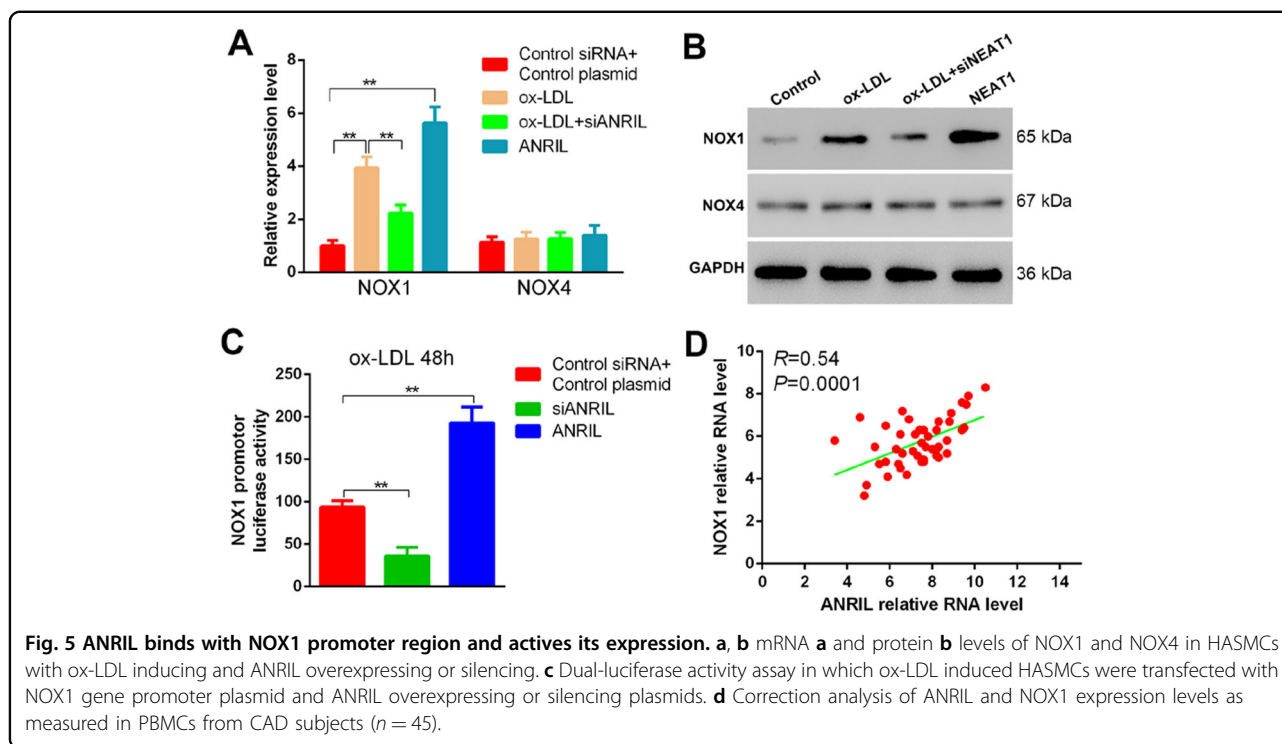 A
Relative expression level
8
6
4
2
0
NOX1
NOX4
Control siRNA+
Control plasmid
ox-LDL
ox-LDL+siANRIL
ANRIL
**
**
**
B
Control
ox-LDL
ox-LDL+siNEAT1
NEAT1
NOX1
65 kDa
NOX4
67 kDa
GAPDH
36 kDa
C
ox-LDL 48h
NOX1 promotor
luciferase activity
250
200
150
100
50
0
**
**
Control siRNA+
Control plasmid
siANRIL
ANRIL
D
R=0.54
P=0.0001
NOX1 relative RNA level
10
8
6
4
2
0
0 2 4 6 8 10 12 14
ANRIL relative RNA level
Fig. 5 ANRIL binds with NOX1 promoter region and actives its expression. a, b mRNA a and protein b levels of NOX1 and NOX4 in HASMCs
with ox-LDL inducing and ANRIL overexpressing or silencing. c Dual-luciferase activity assay in which ox-LDL induced HASMCs were transfected with
NOX1 gene promoter plasmid and ANRIL overexpressing or silencing plasmids. d Correction analysis of ANRIL and NOX1 expression levels as
measured in PBMCs from CAD subjects (n = 45).